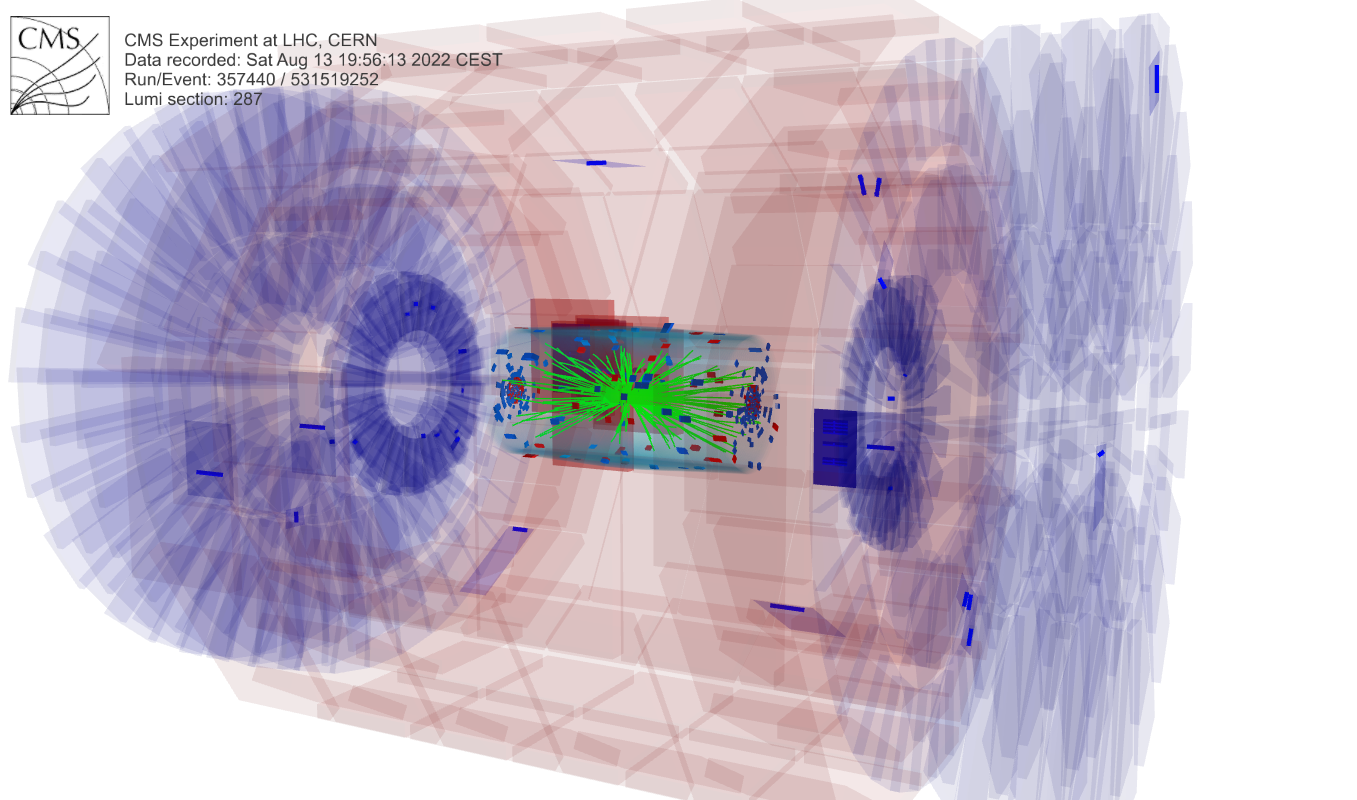 CMS
CMS Experiment at LHC, CERN
Data recorded: Sat Aug 13 19:56:13 2022 CEST
Run/Event: 357440 / 531519252
Lumi section: 287